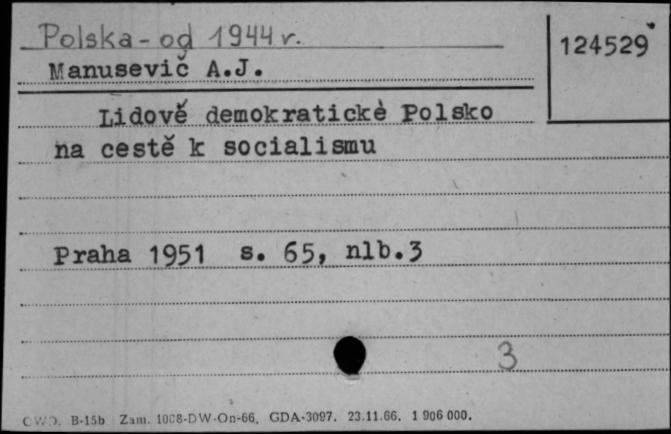 Polska - od 1944 r.
124529
Manusevič A.J.
Lidově demokratické Polsko
na cestě k socialismu
Praha 1951 s. 65, nlb.3
3
CWD. B-15b Zam. 1008-DW-On-66. GDA-3097. 23.11.66. 1 906 000.